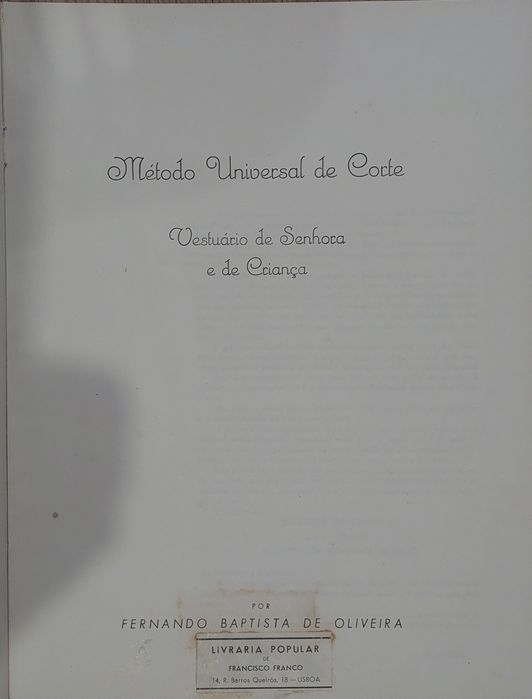 Método Universal de Corte
Vestuário de Senhora
e de Criança
POR
FERNANDO BAPTISTA DE OLIVEIRA
LIVRARIA POPULAR
DE
FRANCISCO FRANCO
14, R. Barros Queirós, 18 — LISBOA